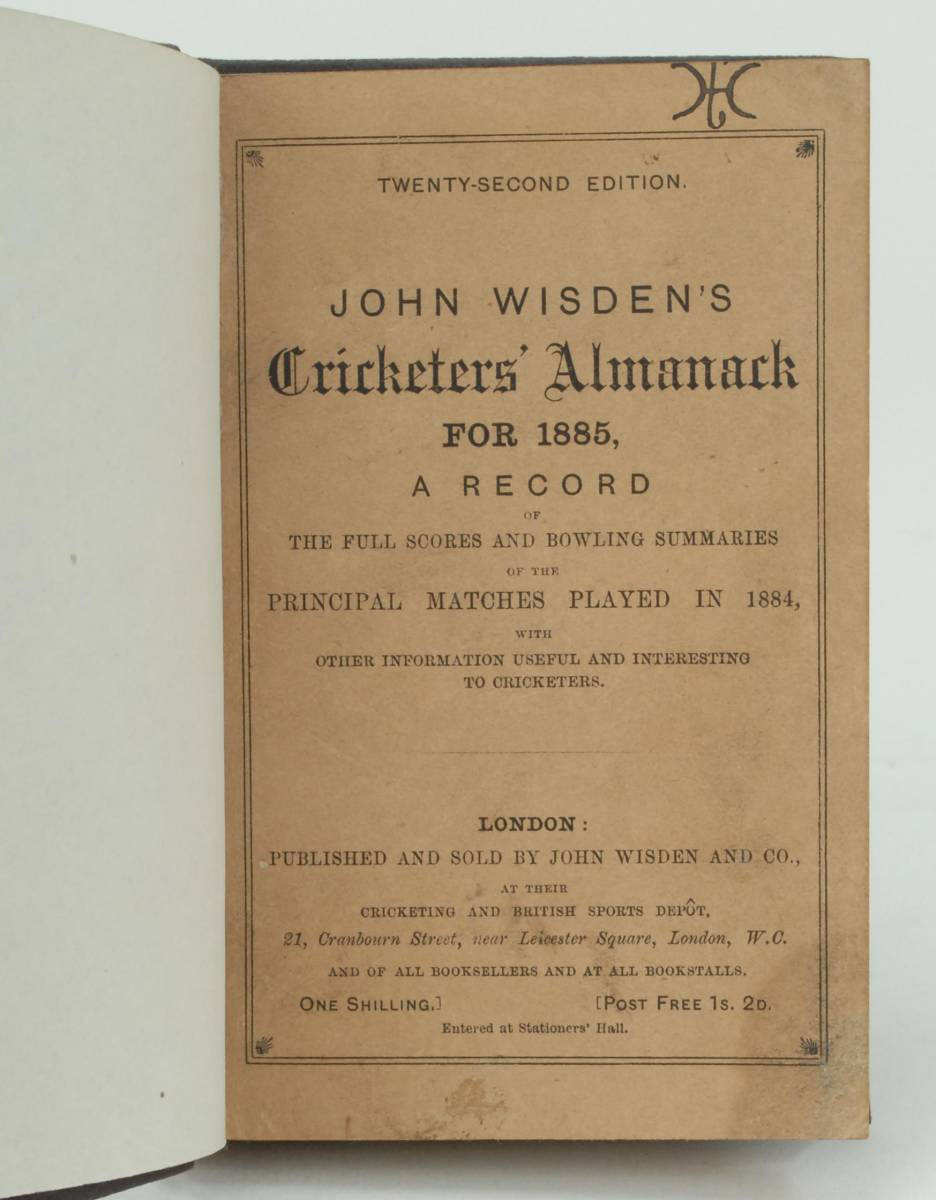 TWENTY-SECOND EDITION.
JOHN WISDEN'S
Cricketers' Almanack
FOR 1885,
A RECORD
OF
THE FULL SCORES AND BOWLING SUMMARIES
OF THE
PRINCIPAL MATCHES PLAYED IN 1884,
WITH
OTHER INFORMATION USEFUL AND INTERESTING
TO CRICKETERS.
LONDON:
PUBLISHED AND SOLD BY JOHN WISDEN AND CO.,
AT THEIR
CRICKETING AND BRITISH SPORTS DEPÔT,
21, Cranbourn Street, near Leicester Square, London, W.C.
AND OF ALL BOOKSELLERS AND AT ALL BOOKSTALLS.
ONE SHILLING.] [POST FREE 1S. 2D.
Entered at Stationers' Hall.